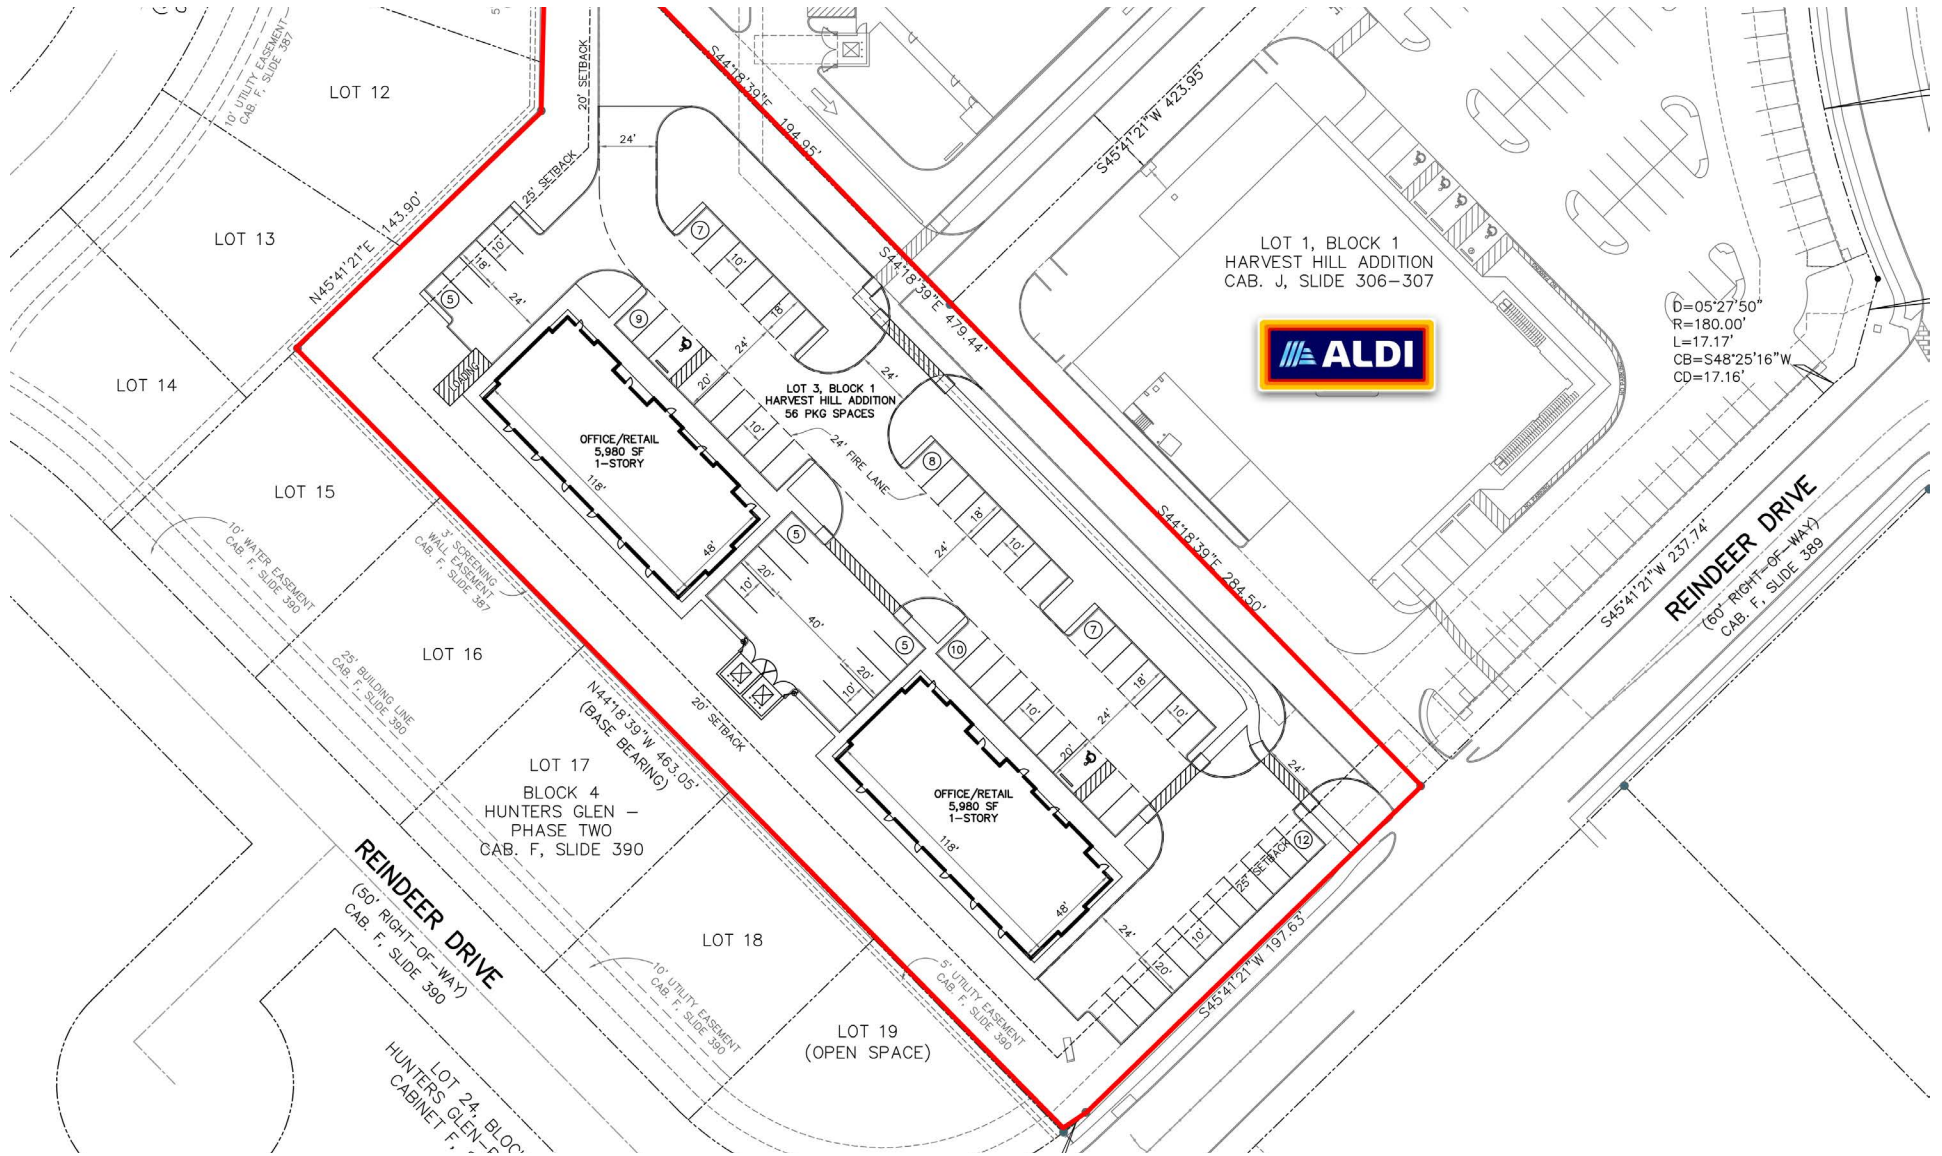 10' UTILITY EASEMENT
CAB. F, SLIDE 387
LOT 12
20' SETBACK
S44°18'39"E
194.95'
S45°41'21"W 423.95'
24'
25' SETBACK
LOT 13
N45°41'21"E 143.90'
10'
18'
5
24'
7
10'
18'
S44°18'39"E 479.44'
LOT 1, BLOCK 1
HARVEST HILL ADDITION
CAB. J, SLIDE 306-307
ALDI
D=05°27'50"
R=180.00'
L=17.17'
CB=S48°25'16"W
CD=17.16'
9
24'
20'
24'
LOADING
LOT 14
LOT 3, BLOCK 1
HARVEST HILL ADDITION
56 PKG SPACES
10'
24' FIRE LANE
OFFICE/RETAIL
5,980 SF
1-STORY
118'
48'
8
18'
10'
24'
LOT 15
10' WATER EASEMENT
CAB. F, SLIDE 390
3' SCREENING
WALL EASEMENT
CAB. F, SLIDE 387
5
20'
10'
40'
5
20'
10'
10
7
18'
10'
24'
10'
20'
S44°18'39"E 284.50'
S45°41'21"W 237.74'
REINDEER DRIVE
(60' RIGHT-OF-WAY)
CAB. F, SLIDE 389
LOT 16
25' BUILDING LINE
CAB. F, SLIDE 390
N44°18'39"W 463.05'
(BASE BEARING)
20' SETBACK
LOT 17
BLOCK 4
HUNTERS GLEN -
PHASE TWO
CAB. F, SLIDE 390
OFFICE/RETAIL
5,980 SF
1-STORY
118'
48'
24'
12
25' SETBACK
24'
10'
20'
S45°41'21"W 197.63'
REINDEER DRIVE
(50' RIGHT-OF-WAY)
CAB. F, SLIDE 390
LOT 18
10' UTILITY EASEMENT
CAB. F, SLIDE 390
5' UTILITY EASEMENT
CAB. F, SLIDE 390
LOT 19
(OPEN SPACE)
LOT 24, BLOC
HUNTERS GLEN-
CABINET F,